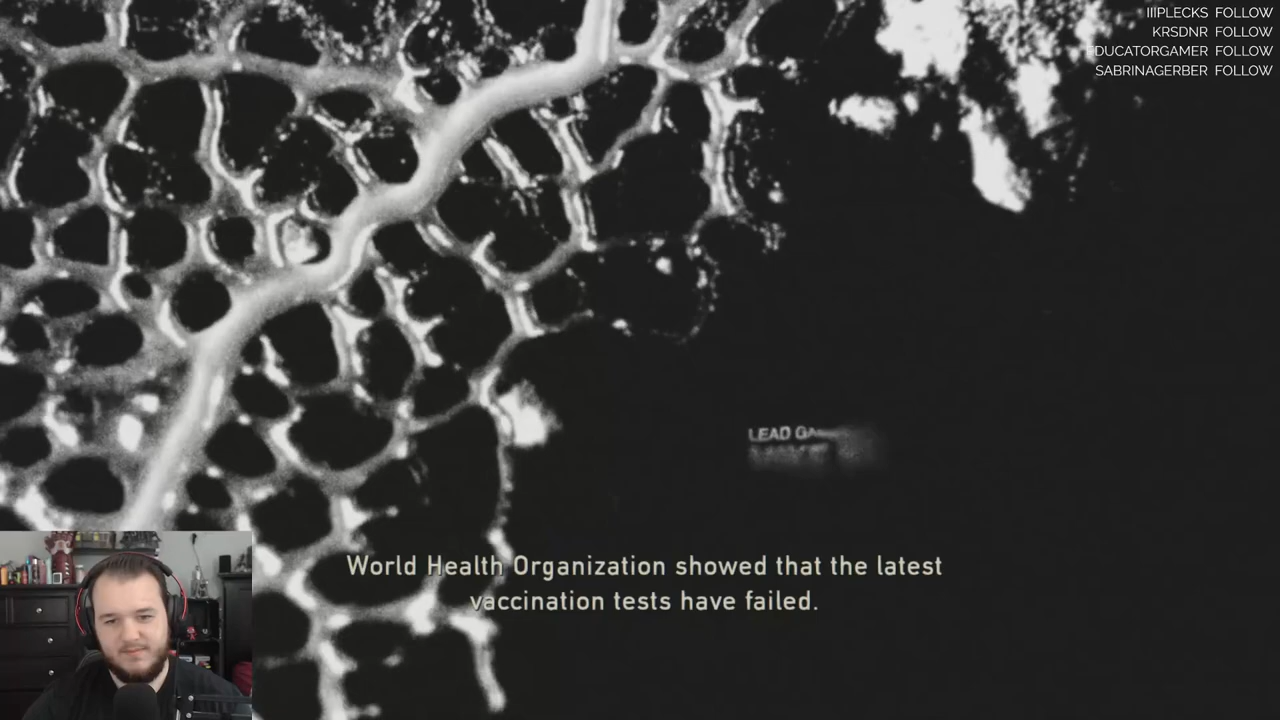 IIIPLECKS FOLLOW
KRSDNR FOLLOW
EDUCATORGAMER FOLLOW
SABRINAGERBER FOLLOW
LEAD
World Health Organization showed that the latest
vaccination tests have failed.